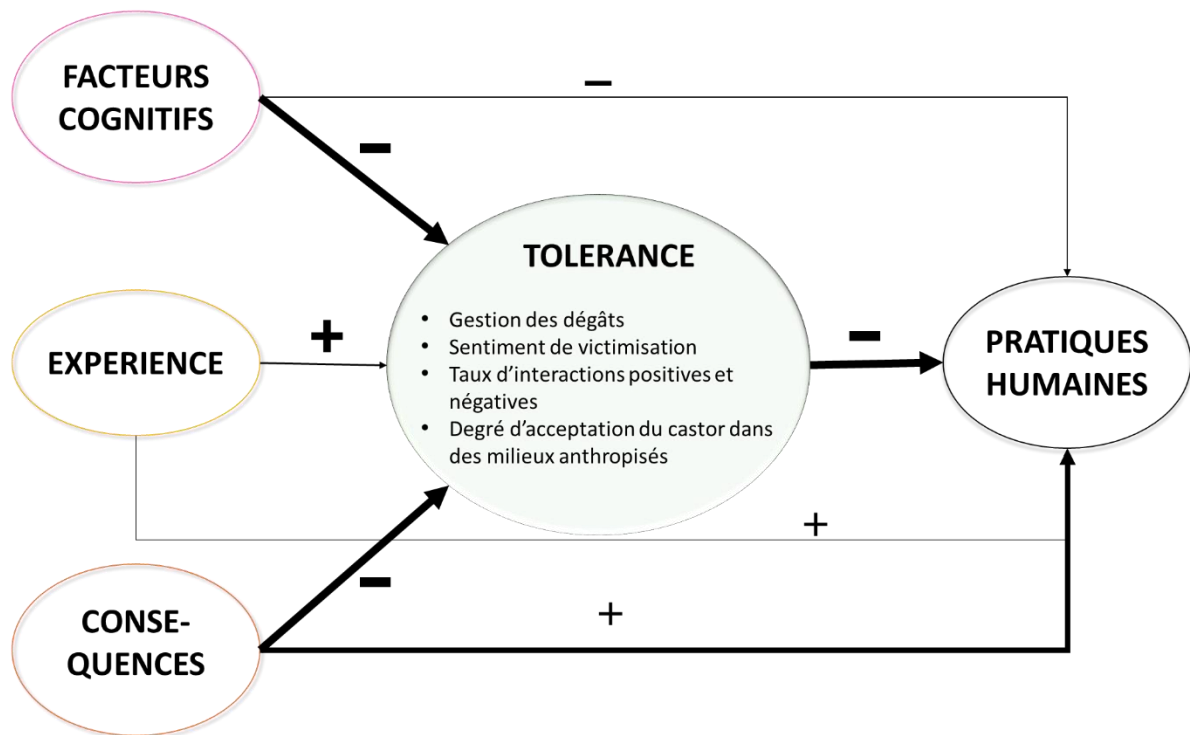 FACTEURS
COGNITIFS
–
-
TOLERANCE
• Gestion des dégâts
• Sentiment de victimisation
• Taux d’interactions positives et
négatives
• Degré d’acceptation du castor dans
des milieux anthropisés
EXPERIENCE
+
-
PRATIQUES
HUMAINES
+
-
+
CONSE-
QUENCES